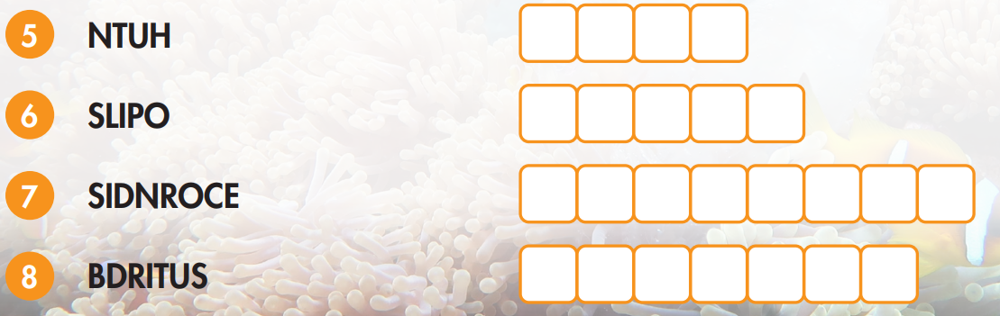 5 NTUH
6 SLIPO
7 SIDNROCE
8 BDRITUS